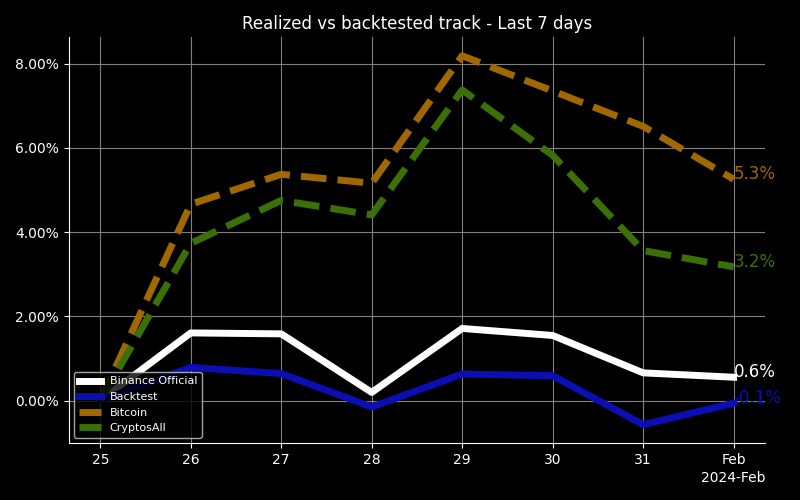 Realized vs backtested track - Last 7 days
8.00%
6.00%
4.00%
2.00%
0.00%
5.3%
3.2%
0.6%
-0.1%
Binance Official
Backtest
Bitcoin
CryptosAll
25 26 27 28 29 30 31 Feb
2024-Feb